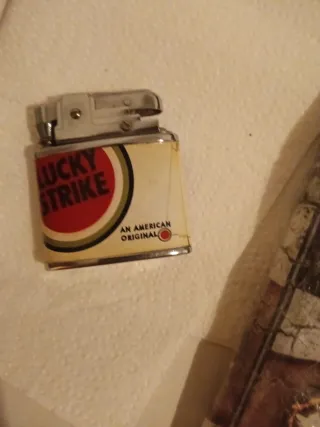 LUCKY
STRIKE
AN AMERICAN
ORIGINAL